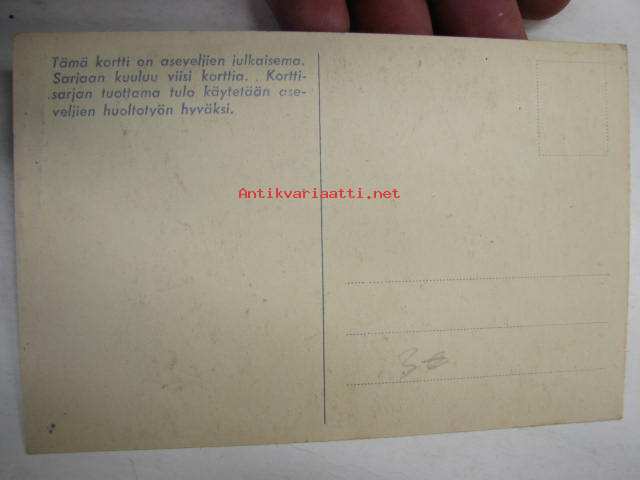 Tämä kortti on aseveljien julkaisema.
Sarjaan kuuluu viisi korttia. Kortti-
sarjan tuottama tulo käytetään ase-
veljien huoltotyön hyväksi.
Antikvariaatti.net